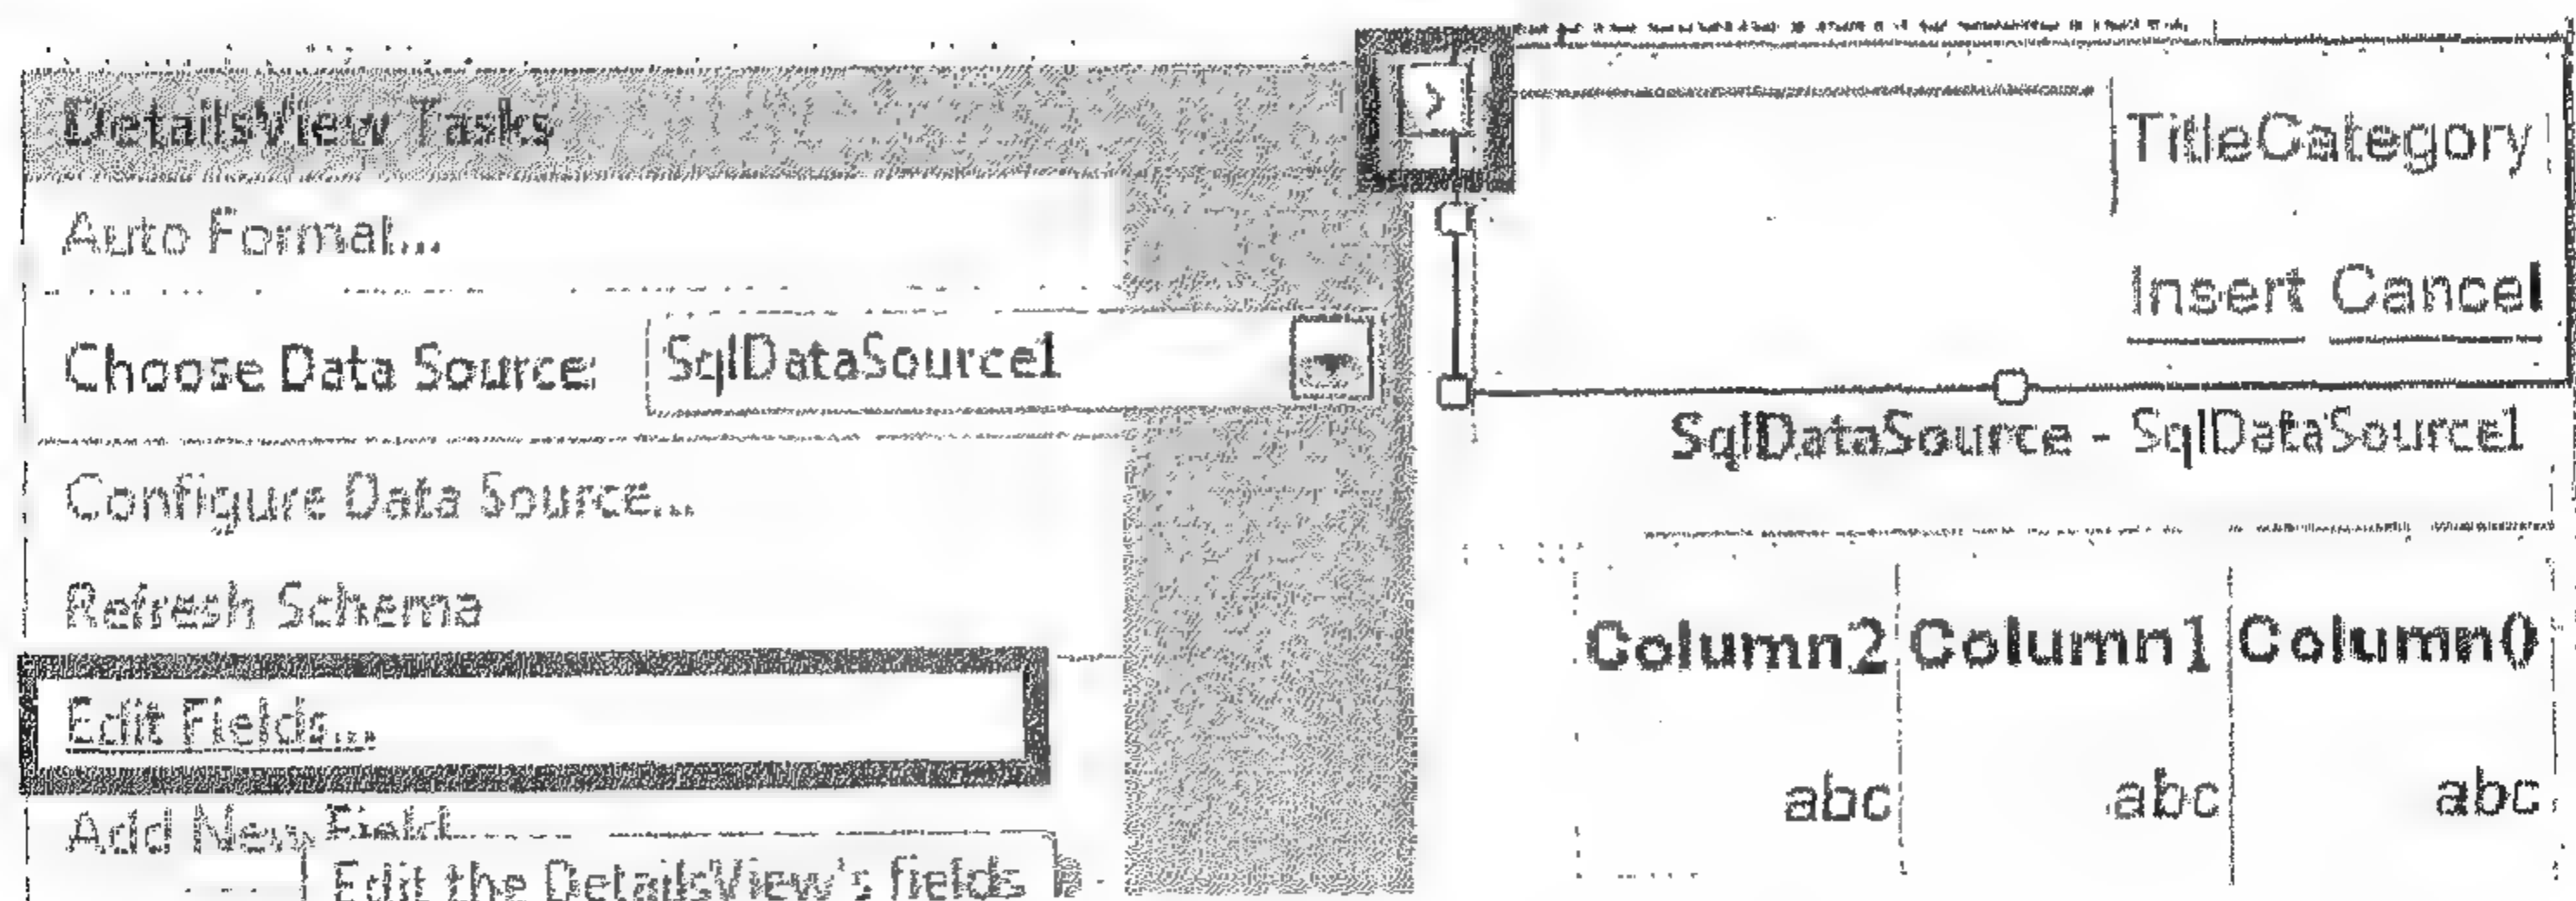 DetailsView Tasks
Auto Format...
Choose Data Source: SqlDataSource1
Configure Data Source...
Refresh Schema
Edit Fields...
Add New Field...
Edit the DetailsView's fields
TitleCategory
Insert Cancel
SqlDataSource - SqlDataSource1
Column2 Column1 Column0
abc abc abc